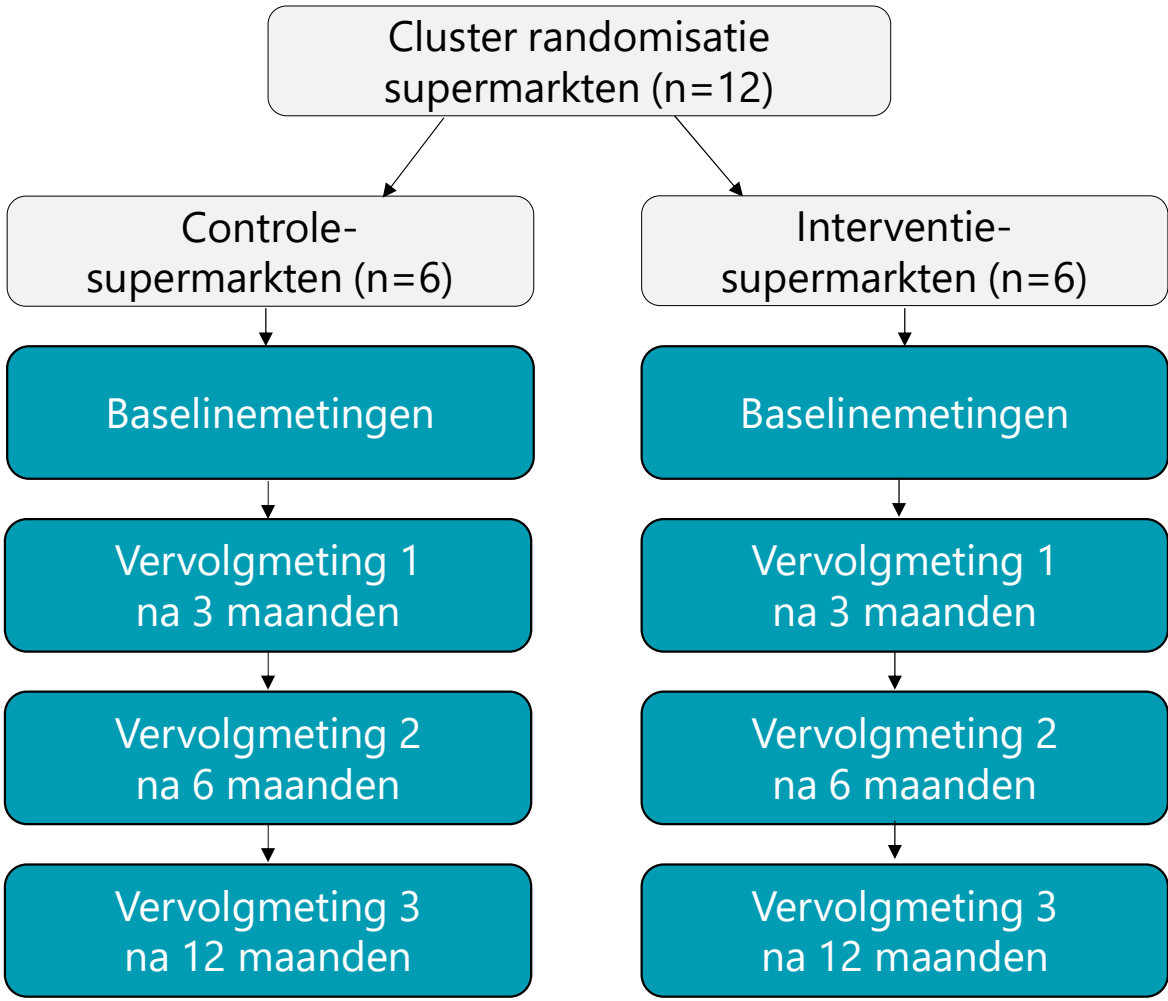 Cluster randomisatie
supermarkten (n=12)
Controle-
supermarkten (n=6)
Baselinemetingen
Vervolgmeting 1
na 3 maanden
Vervolgmeting 2
na 6 maanden
Vervolgmeting 3
na 12 maanden
Interventie-
supermarkten (n=6)
Baselinemetingen
Vervolgmeting 1
na 3 maanden
Vervolgmeting 2
na 6 maanden
Vervolgmeting 3
na 12 maanden